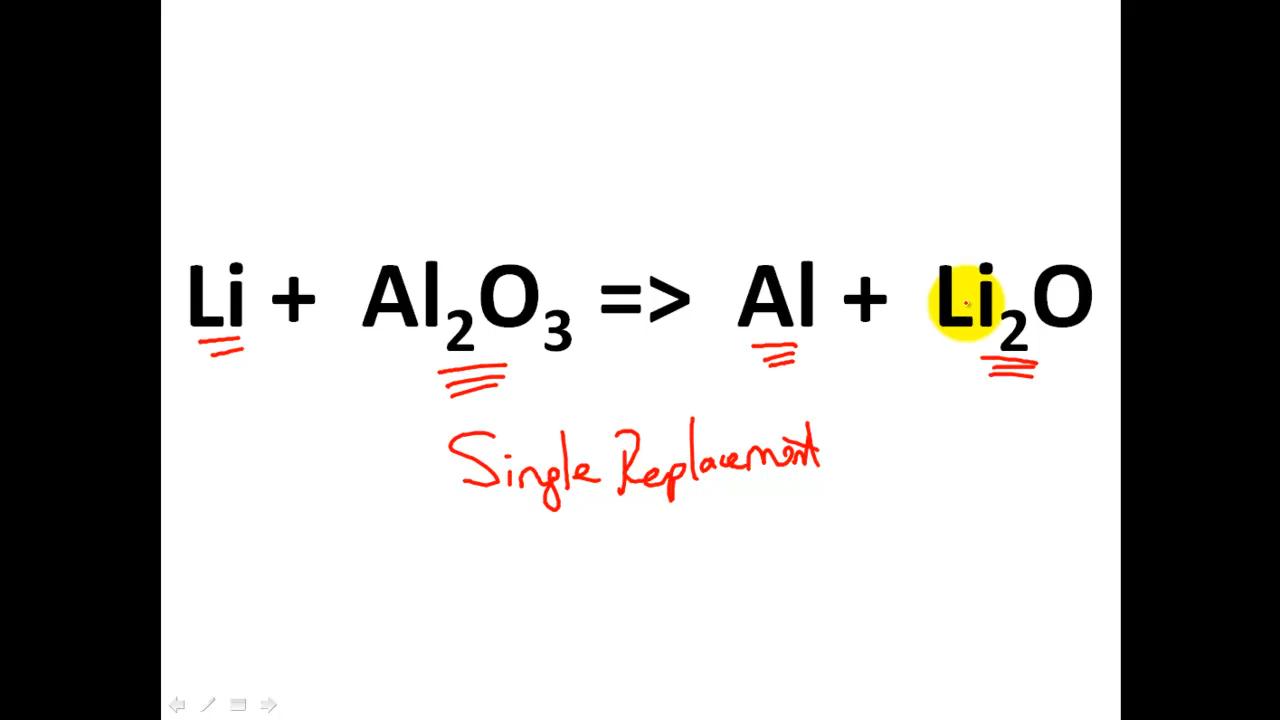 Li + Al₂O₃ => Al + Li₂O
Single Replacement